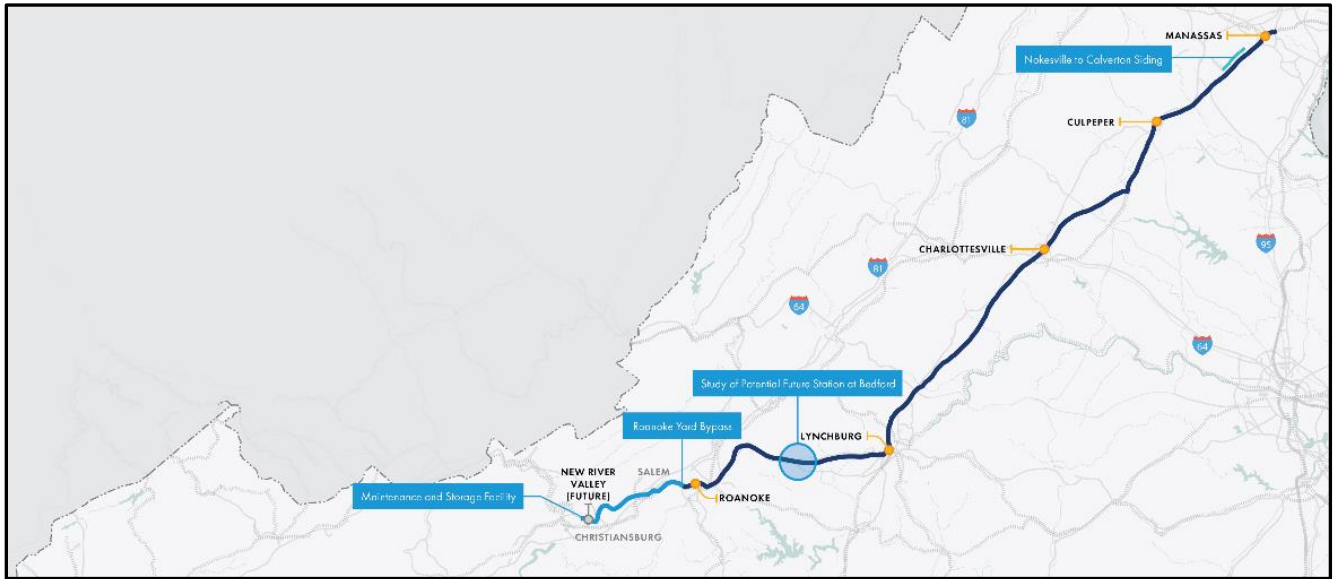 MANASSAS
Nokesville to Calverton Siding
81
CULPEPER
CHARLOTTESVILLE
95
81
64
64
Study of Potential Future Station at Bedford
Roanoke Yard Bypass
LYNCHBURG
SALEM
NEW RIVER
VALLEY
(FUTURE)
Maintenance and Storage Facility
ROANOKE
CHRISTIANSBURG